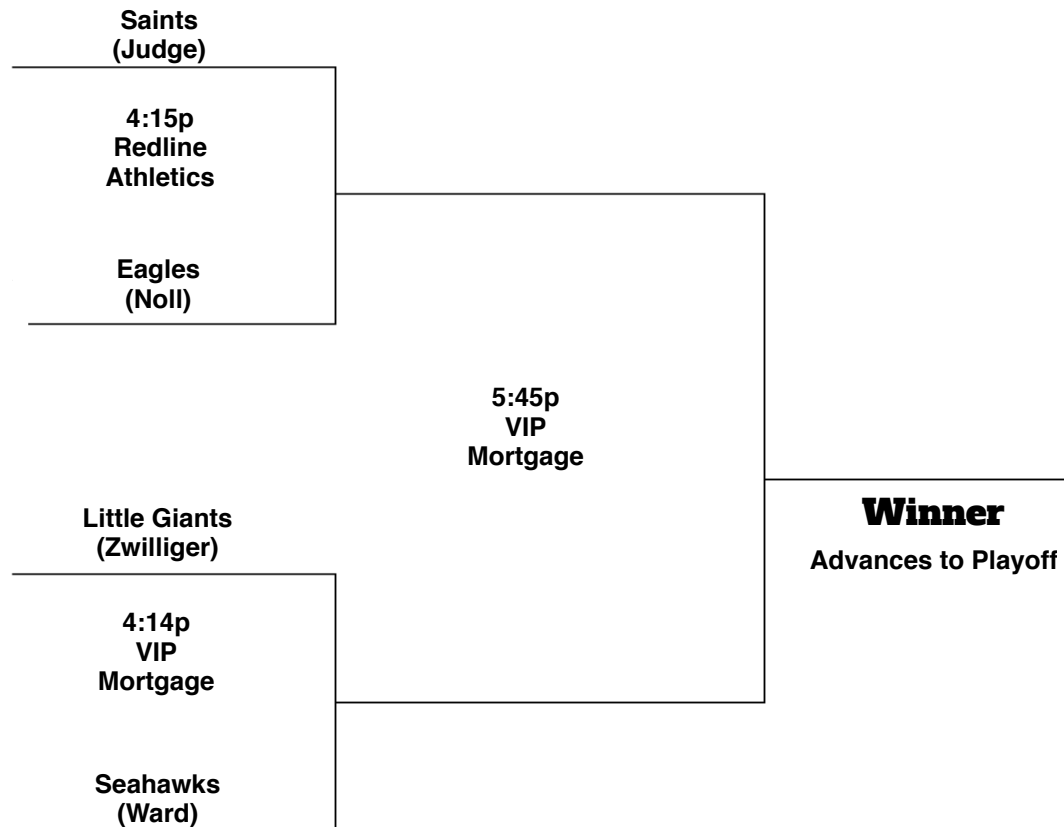 Saints
(Judge)
4:15p
Redline
Athletics
Eagles
(Noll)
5:45p
VIP
Mortgage
Winner
Advances to Playoff
Little Giants
(Zwilliger)
4:14p
VIP
Mortgage
Seahawks
(Ward)